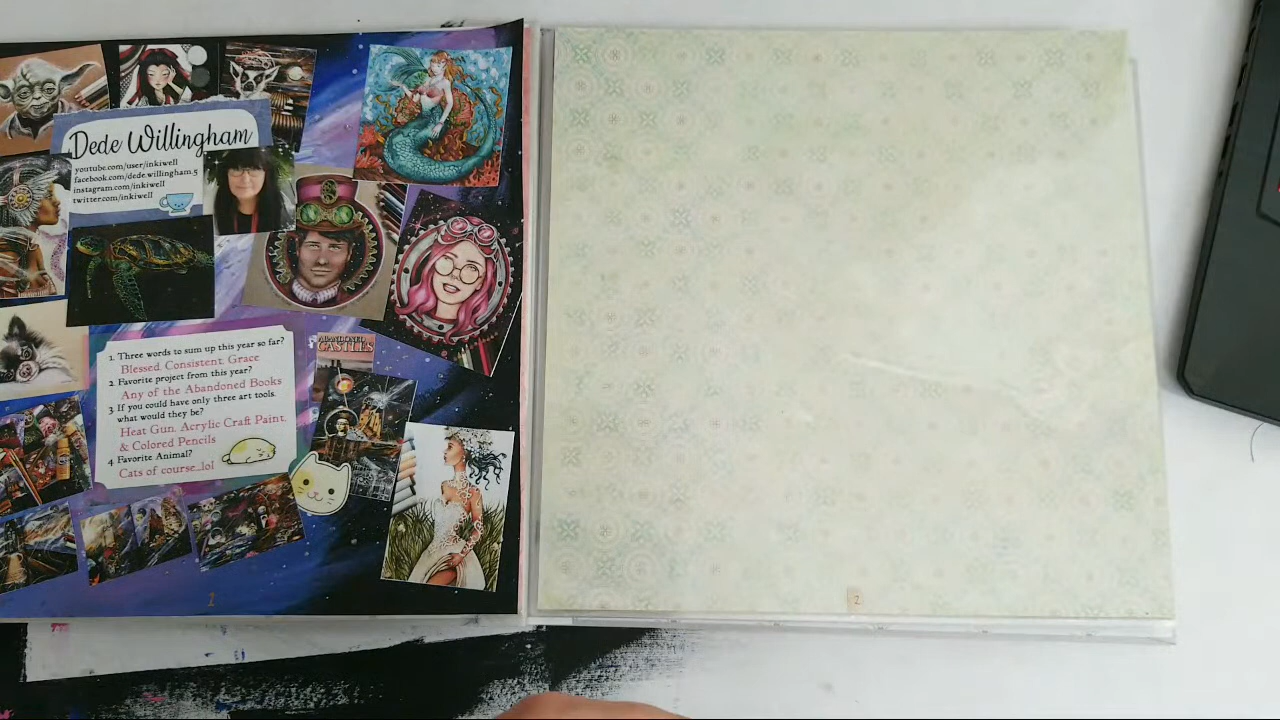 Dede Willingham
youtube.com/user/inkiwell
facebook.com/dede.willingham.5
instagram.com/inkiwell
twitter.com/inkiwell
1. Three words to sum up this year so far?
Blessed, Consistent, Grace
2. Favorite project from this year?
Any of the Abandoned Books
3. If you could have only three art tools,
what would they be?
Heat Gun, Acrylic Craft Paint,
& Colored Pencils
4 Favorite Animal?
Cats of course...lol
ABANDONED
CASTLES
2
2